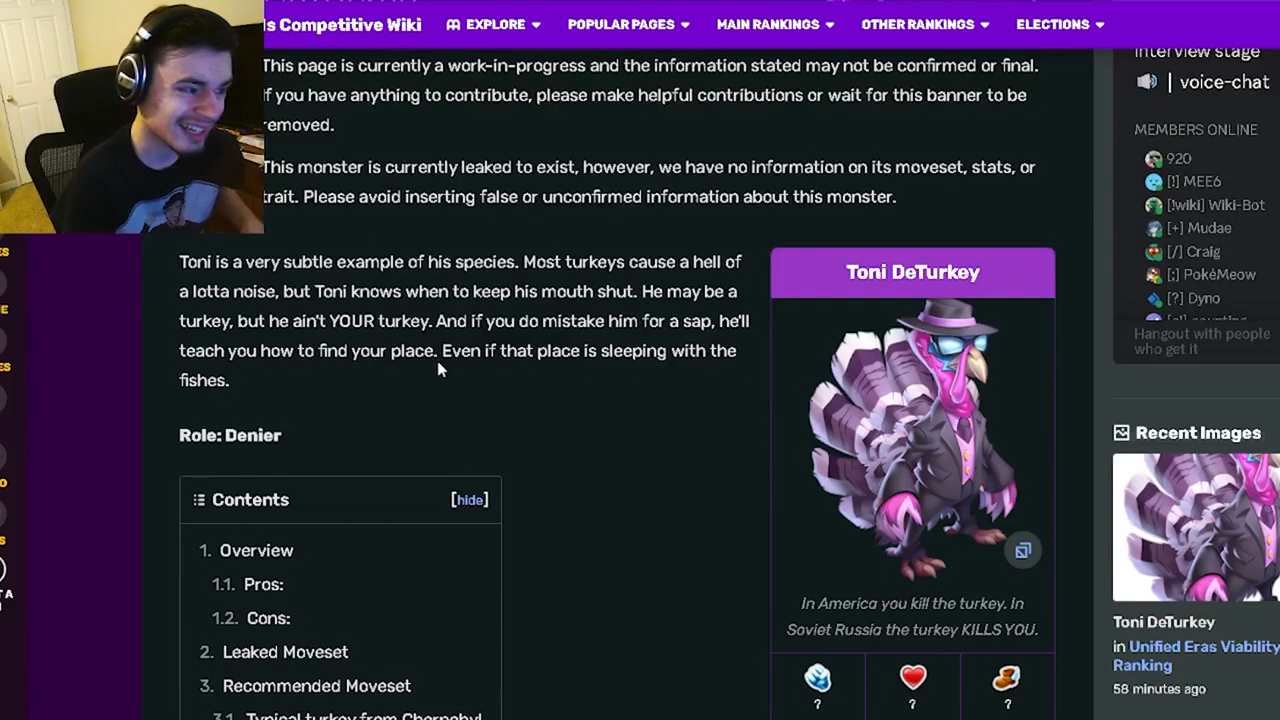 ls Competitive Wiki
EXPLORE
POPULAR PAGES
MAIN RANKINGS
OTHER RANKINGS
ELECTIONS
This page is currently a work-in-progress and the information stated may not be confirmed or final.
if you have anything to contribute, please make helpful contributions or wait for this banner to be
removed.
This monster is currently leaked to exist, however, we have no information on its moveset, stats, or
trait. Please avoid inserting false or unconfirmed information about this monster.
Toni is a very subtle example of his species. Most turkeys cause a hell of
a lotta noise, but Toni knows when to keep his mouth shut. He may be a
turkey, but he ain't YOUR turkey. And if you do mistake him for a sap, he'll
teach you how to find your place. Even if that place is sleeping with the
fishes.
Role: Denier
Contents
[hide]
1. Overview
1.1. Pros:
1.2. Cons:
2. Leaked Moveset
3. Recommended Moveset
3.1. Typical turkey from Chernobyl
Toni DeTurkey
In America you kill the turkey. In
Soviet Russia the turkey KILLS YOU.
?
?
?
interview stage
| voice-chat
MEMBERS ONLINE
920
[!] MEE6
[!wiki] Wiki-Bot
[+] Mudae
[/] Craig
[;] PokéMeow
[?] Dyno
Hangout with people
who get it
Recent Images
Toni DeTurkey
in Unified Eras Viability
Ranking
58 minutes ago